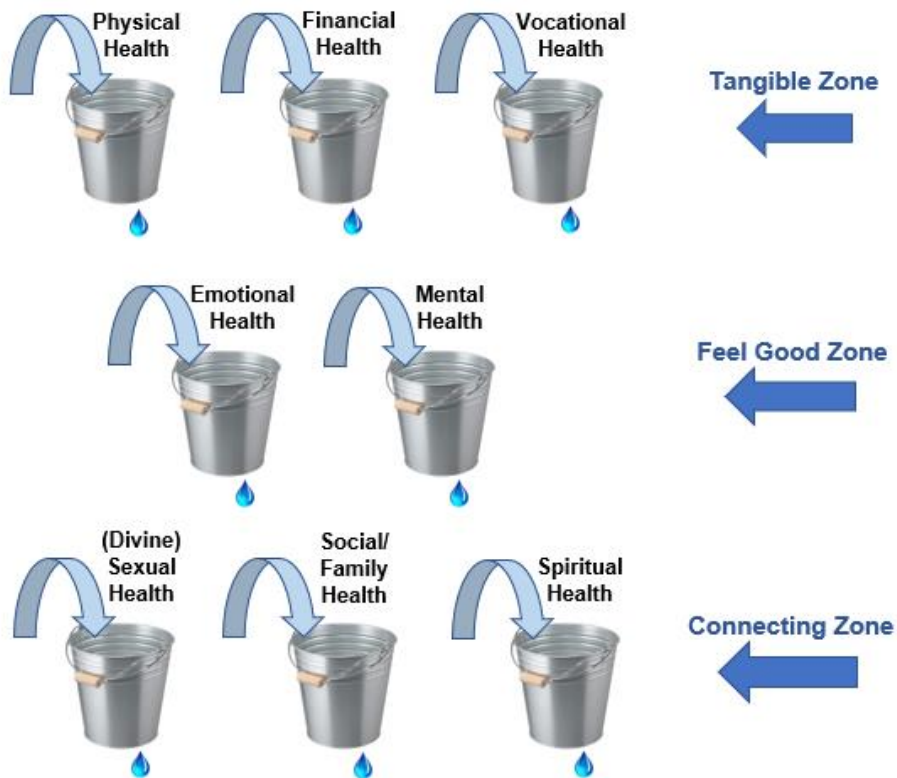 Physical
Health
Financial
Health
Vocational
Health
Tangible Zone
Emotional
Health
Mental
Health
Feel Good Zone
(Divine)
Sexual
Health
Social/
Family
Health
Spiritual
Health
Connecting Zone